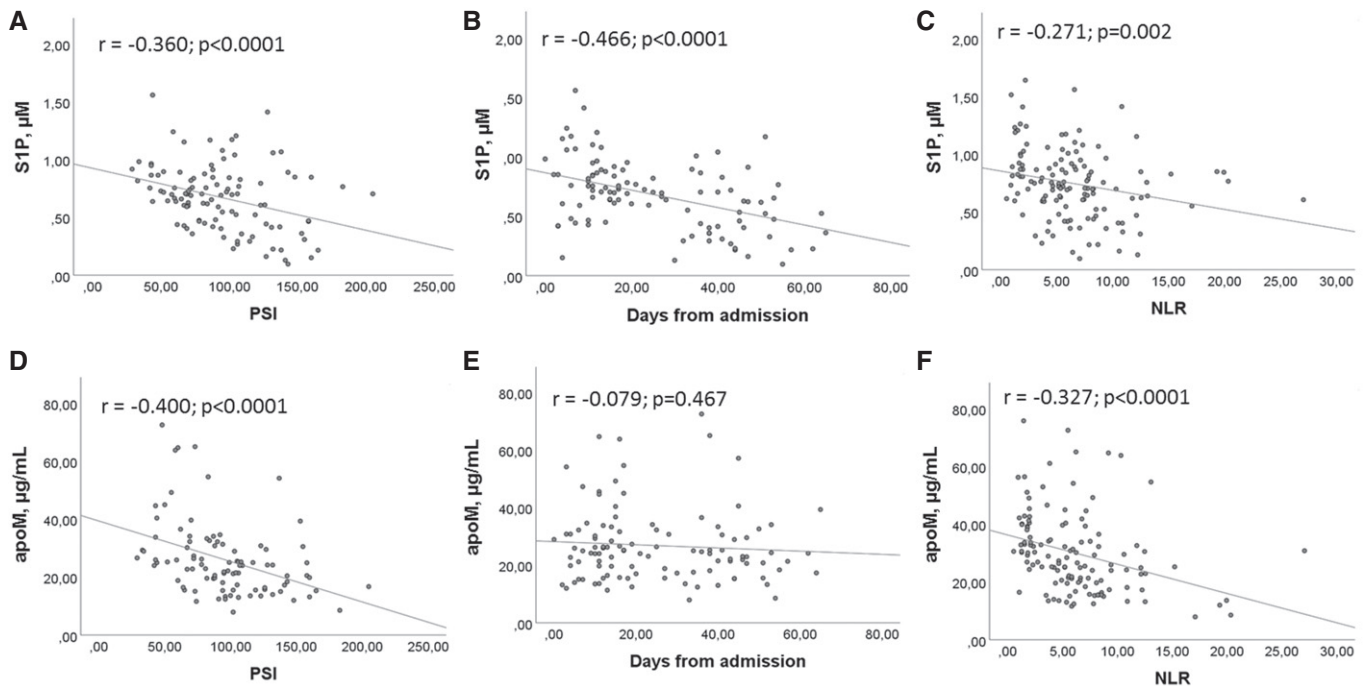 A
r = -0.360; p<0.0001
S1P, µM
2,00
1,50
1,00
,50
,00
,00 50,00 100,00 150,00 200,00 250,00
PSI
B
r = -0.466; p<0.0001
S1P, µM
2,00
,50
,00
,50
,00
,00 20,00 40,00 60,00 80,00
Days from admission
C
r = -0.271; p=0.002
S1P, µM
2,00
1,50
1,00
,50
,00
,00 5,00 10,00 15,00 20,00 25,00 30,00
NLR
D
r = -0.400; p<0.0001
apoM, µg/mL
80,00
60,00
40,00
20,00
,00
,00 50,00 100,00 150,00 200,00 250,00
PSI
E
r = -0.079; p=0.467
apoM, µg/mL
80,00
60,00
40,00
20,00
,00
,00 20,00 40,00 60,00 80,00
Days from admission
F
r = -0.327; p<0.0001
apoM, µg/mL
80,00
60,00
40,00
20,00
,00
,00 5,00 10,00 15,00 20,00 25,00 30,00
NLR